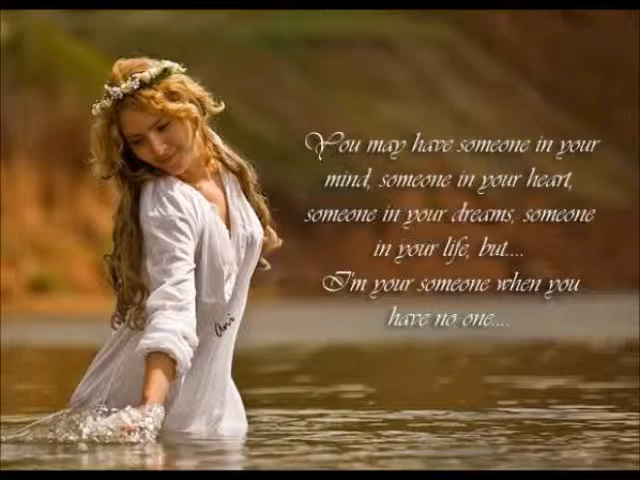 You may have someone in your
mind, someone in your heart,
someone in your dreams, someone
in your life, but....
I'm your someone when you
have no one....
Ani